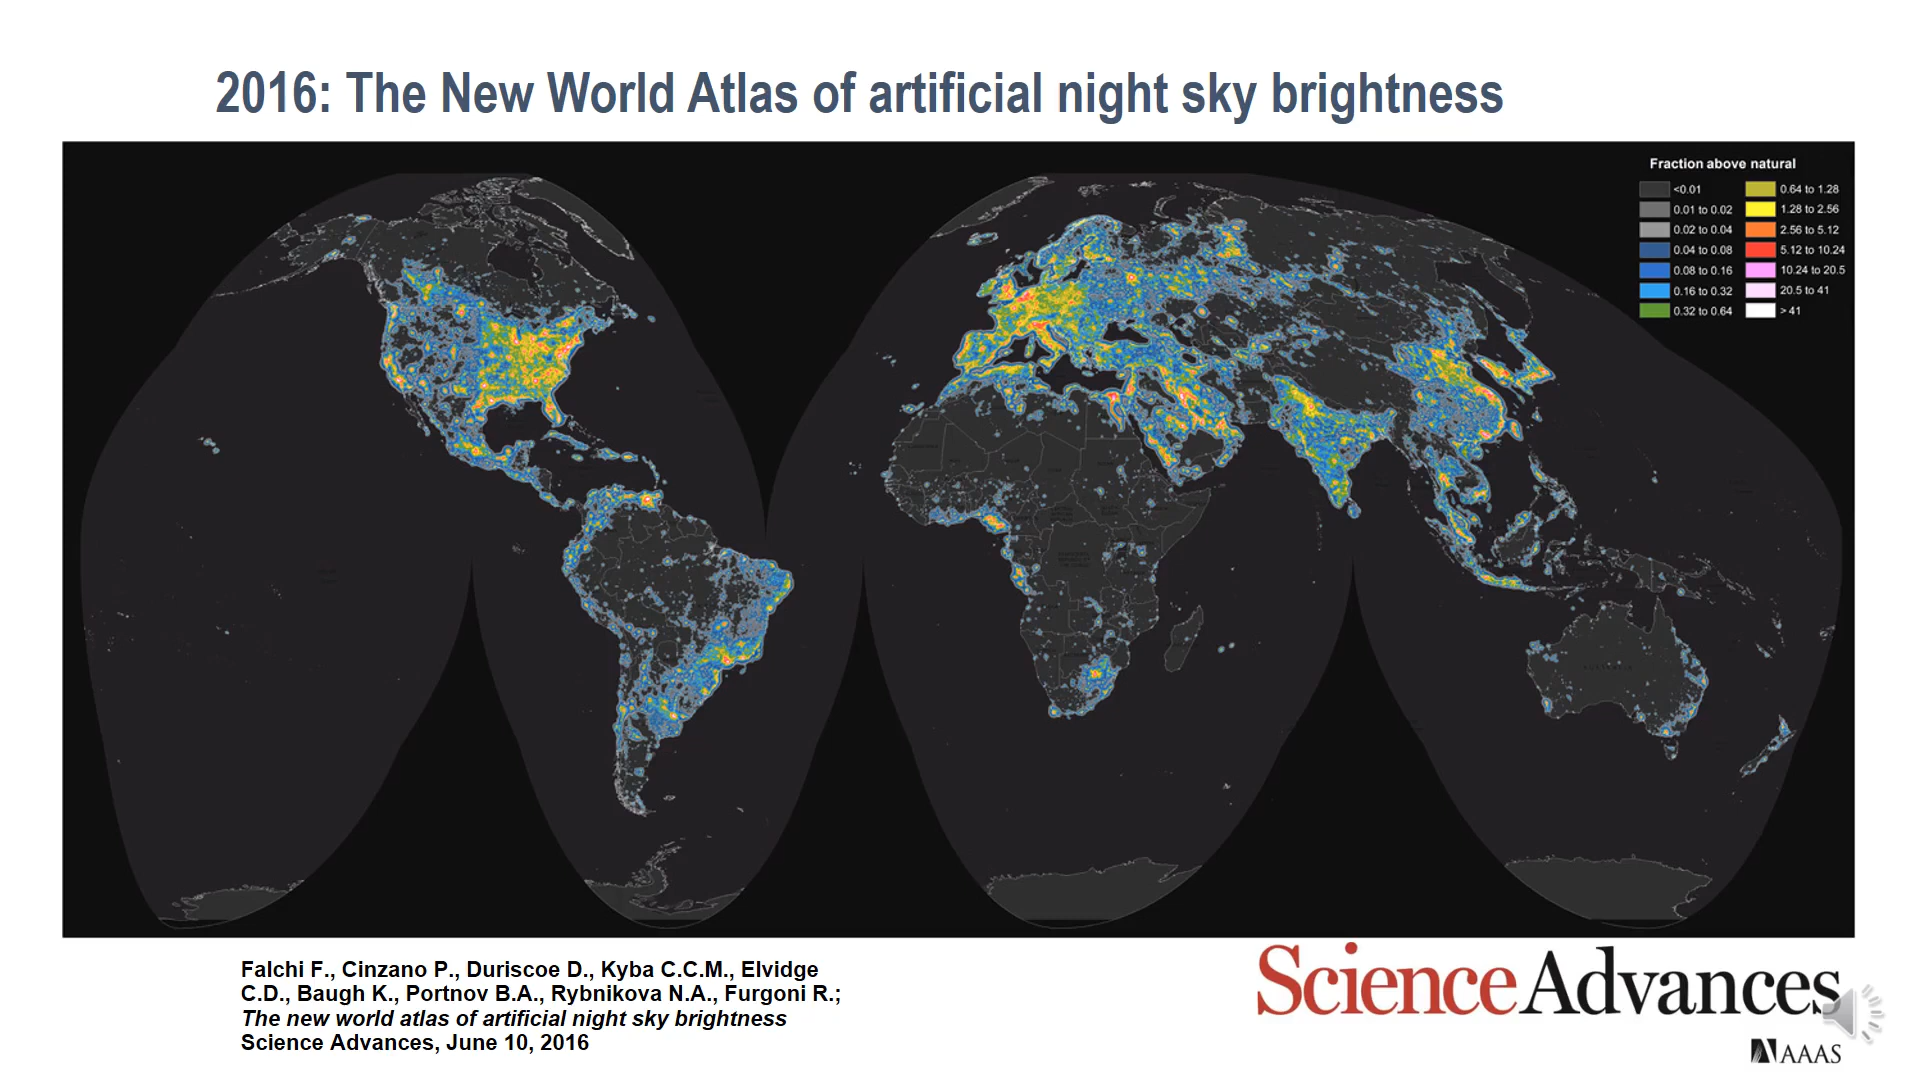 2016: The New World Atlas of artificial night sky brightness
Fraction above natural
<0.01
0.01 to 0.02
0.02 to 0.04
0.04 to 0.08
0.08 to 0.16
0.16 to 0.32
0.32 to 0.64
0.64 to 1.28
1.28 to 2.56
2.56 to 5.12
5.12 to 10.24
10.24 to 20.5
20.5 to 41
> 41
AUSTRALIA
Falchi F., Cinzano P., Duriscoe D., Kyba C.C.M., Elvidge
C.D., Baugh K., Portnov B.A., Rybnikova N.A., Furgoni R.;
The new world atlas of artificial night sky brightness
Science Advances, June 10, 2016
ScienceAdvances
AAAS